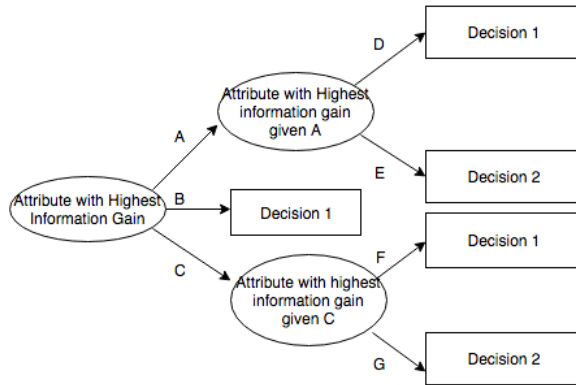 D
Decision 1
Attribute with Highest
information gain
given A
A
E
Decision 2
Attribute with Highest
Information Gain
B
Decision 1
C
Attribute with highest
information gain
given C
F
Decision 1
G
Decision 2